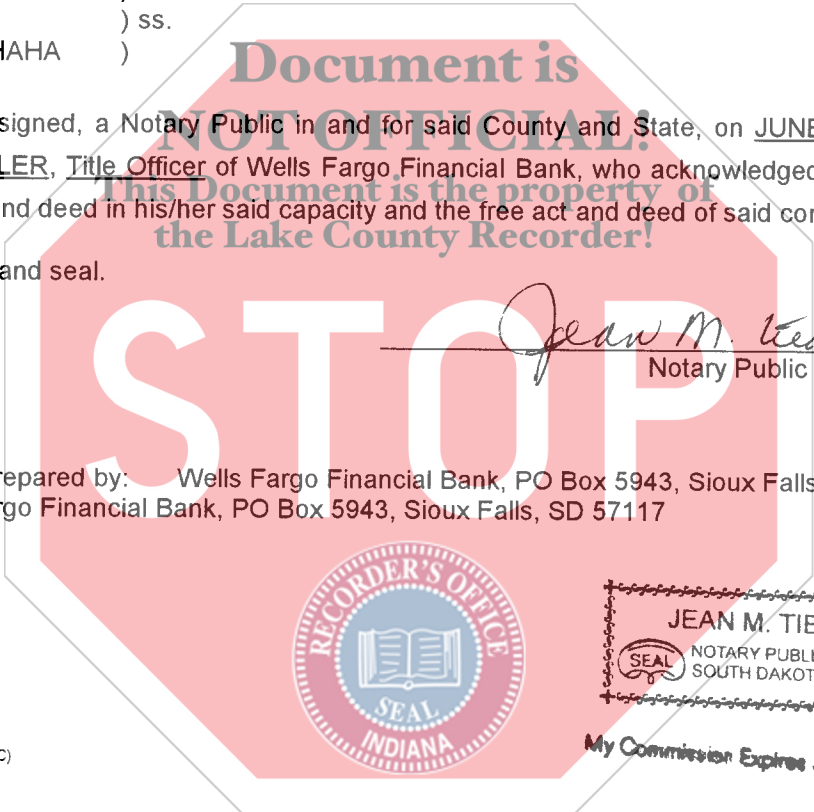 ) ss.
HAHA )
Document is
NOT OFFICIAL!
signed, a Notary Public in and for said County and State, on JUNE
LER, Title Officer of Wells Fargo Financial Bank, who acknowledged
This Document is the property of
nd deed in his/her said capacity and the free act and deed of said cor
the Lake County Recorder!
and seal.
Jean M.
Notary Public
STOP
repared by: Wells Fargo Financial Bank, PO Box 5943, Sioux Falls
rgo Financial Bank, PO Box 5943, Sioux Falls, SD 57117
RECORDER'S OFFICE
SEAL
INDIANA
JEAN M. TIE
SEAL
NOTARY PUBLI
SOUTH DAKOT
My Commission Expires
C)